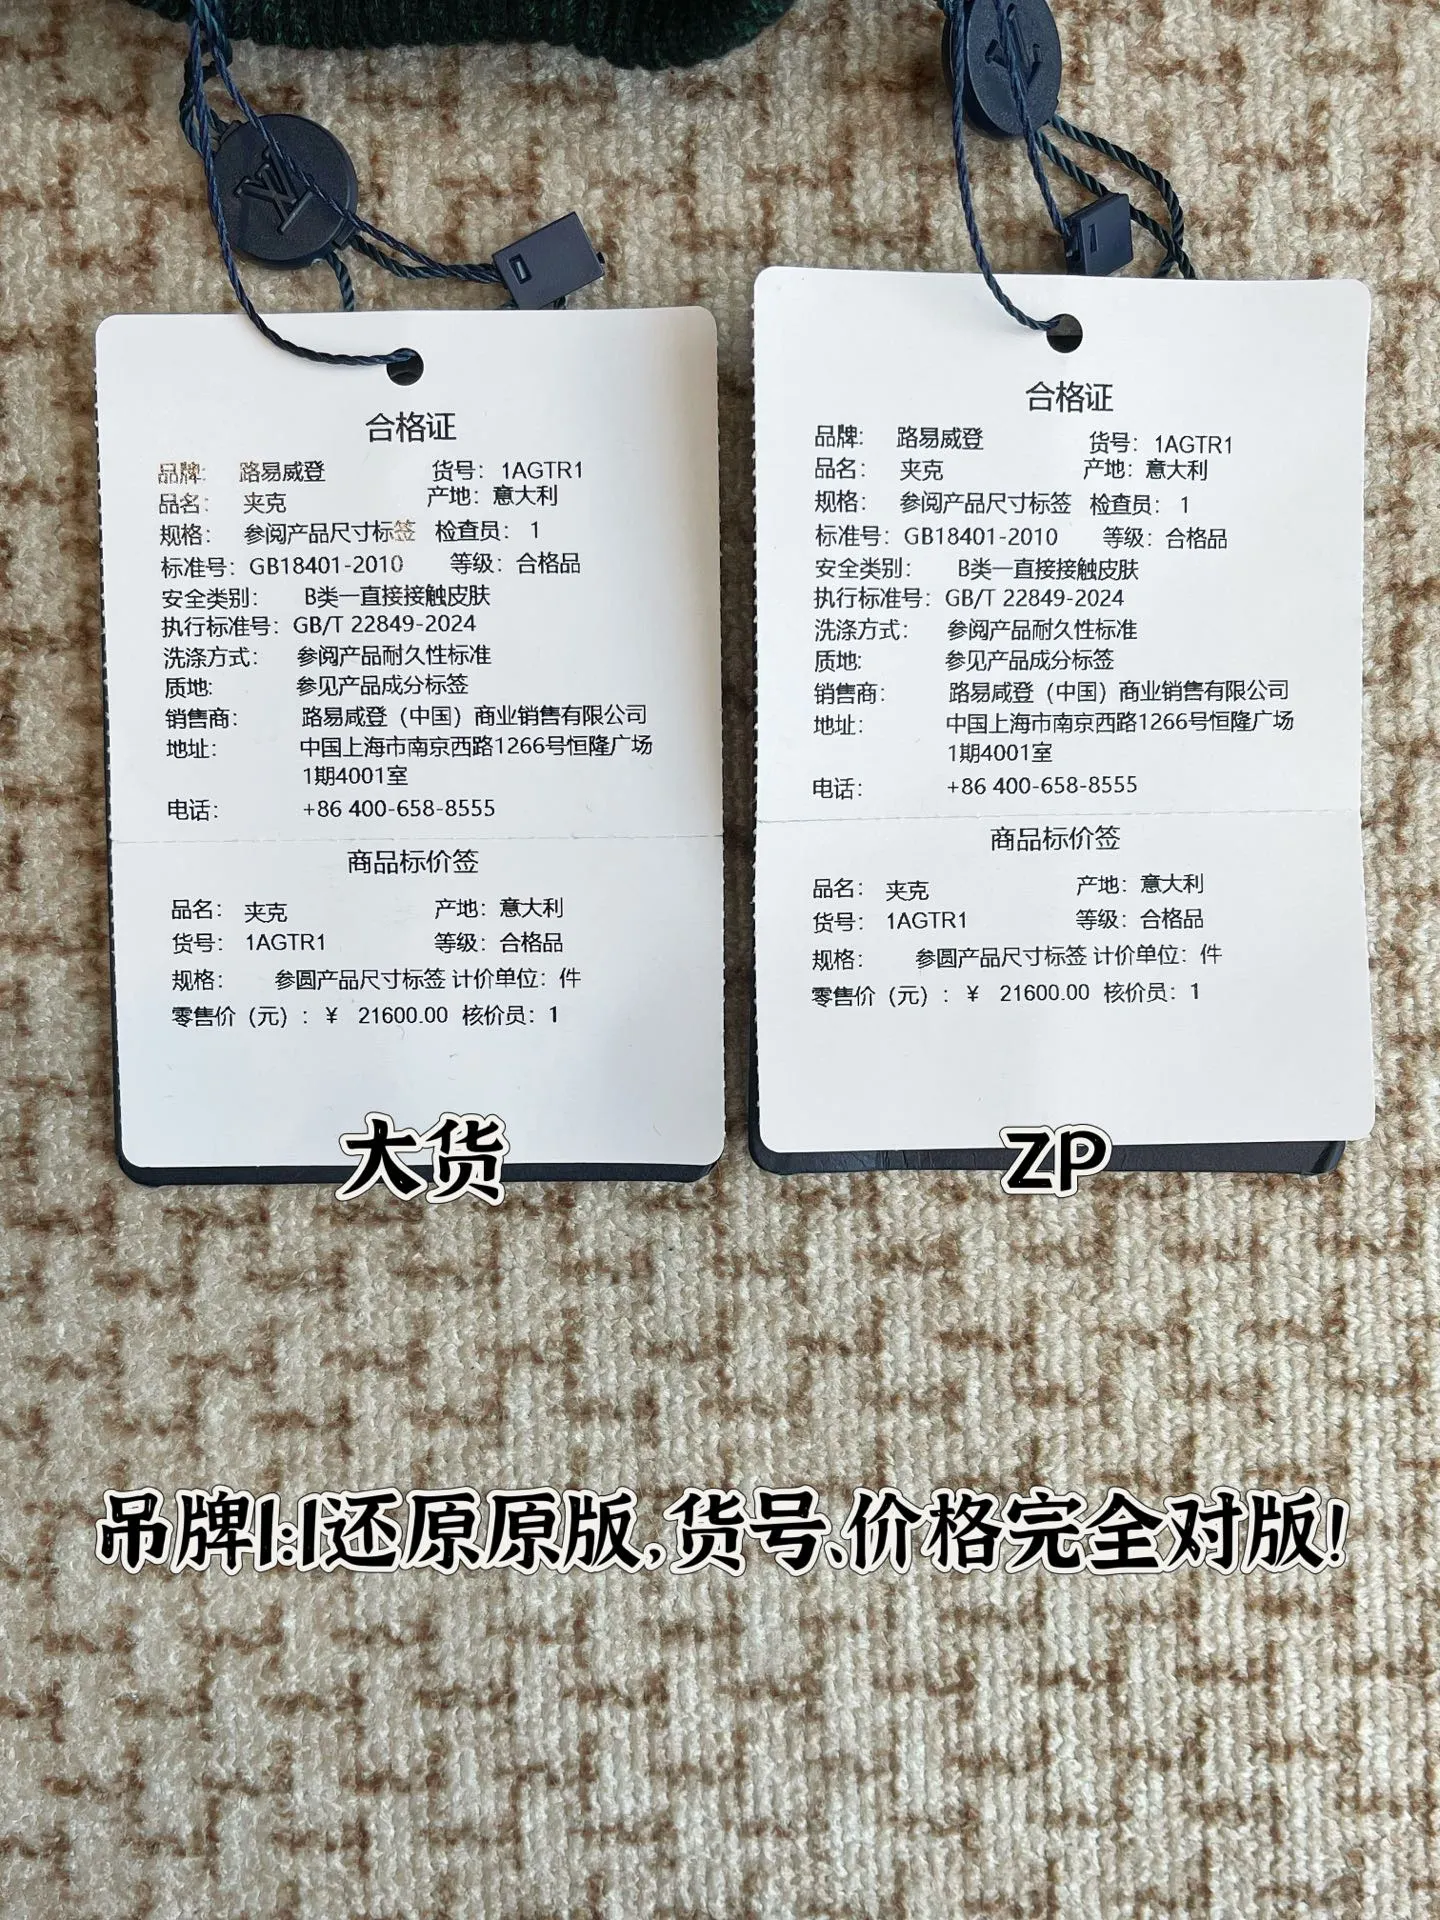 合格证
品牌: 路易威登 货号: 1AGTR1
品名: 夹克 产地: 意大利
规格: 参阅产品尺寸标签 检查员: 1
标准号: GB18401-2010 等级: 合格品
安全类别: B类一直接接触皮肤
执行标准号: GB/T 22849-2024
洗涤方式: 参阅产品耐久性标准
质地: 参见产品成分标签
销售商: 路易威登（中国）商业销售有限公司
地址: 中国上海市南京西路1266号恒隆广场
1期4001室
电话: +86 400-658-8555
商品标价签
品名: 夹克 产地: 意大利
货号: 1AGTR1 等级: 合格品
规格: 参圆产品尺寸标签 计价单位: 件
零售价（元）: ¥ 21600.00 核价员: 1
大货
合格证
品牌: 路易威登 货号: 1AGTR1
品名: 夹克 产地: 意大利
规格: 参阅产品尺寸标签 检查员: 1
标准号: GB18401-2010 等级: 合格品
安全类别: B类一直接接触皮肤
执行标准号: GB/T 22849-2024
洗涤方式: 参阅产品耐久性标准
质地: 参见产品成分标签
销售商: 路易威登（中国）商业销售有限公司
地址: 中国上海市南京西路1266号恒隆广场
1期4001室
电话: +86 400-658-8555
商品标价签
品名: 夹克 产地: 意大利
货号: 1AGTR1 等级: 合格品
规格: 参圆产品尺寸标签 计价单位: 件
零售价（元）: ¥ 21600.00 核价员: 1
ZP
吊牌1:1还原原版,货号、价格完全对版!